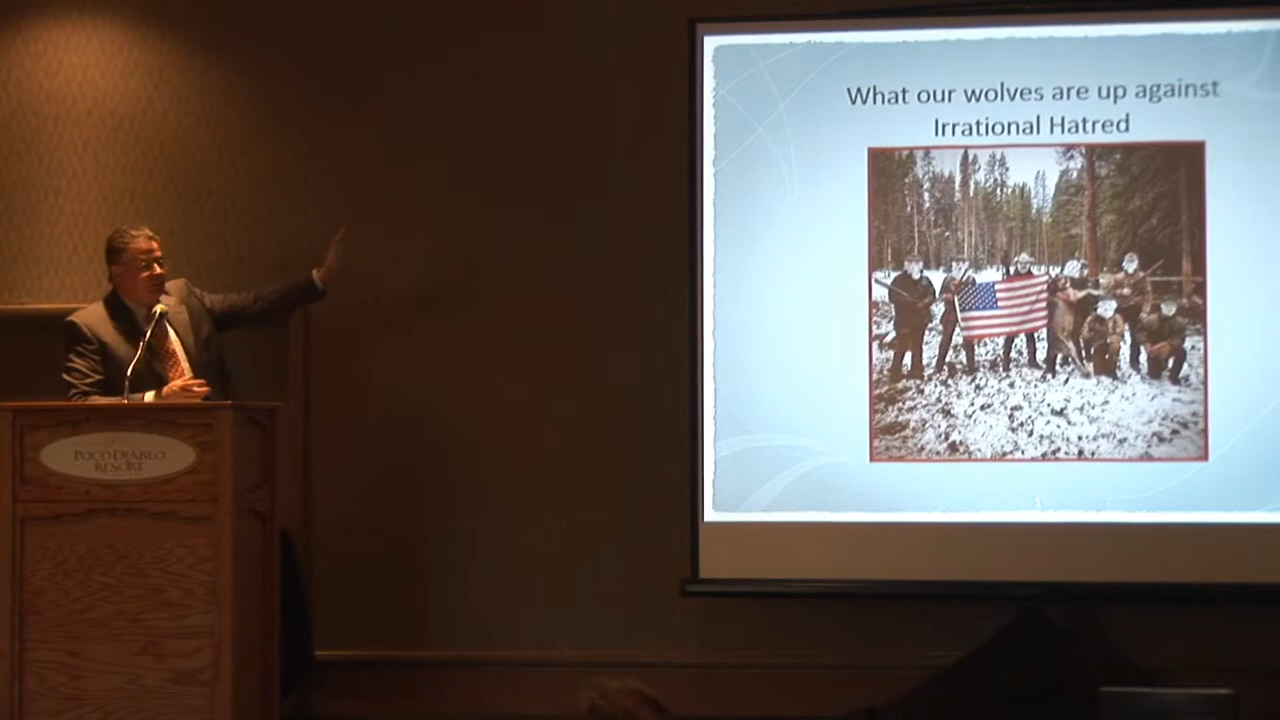 What our wolves are up against
Irrational Hatred
POCO DIABLO
RESORT